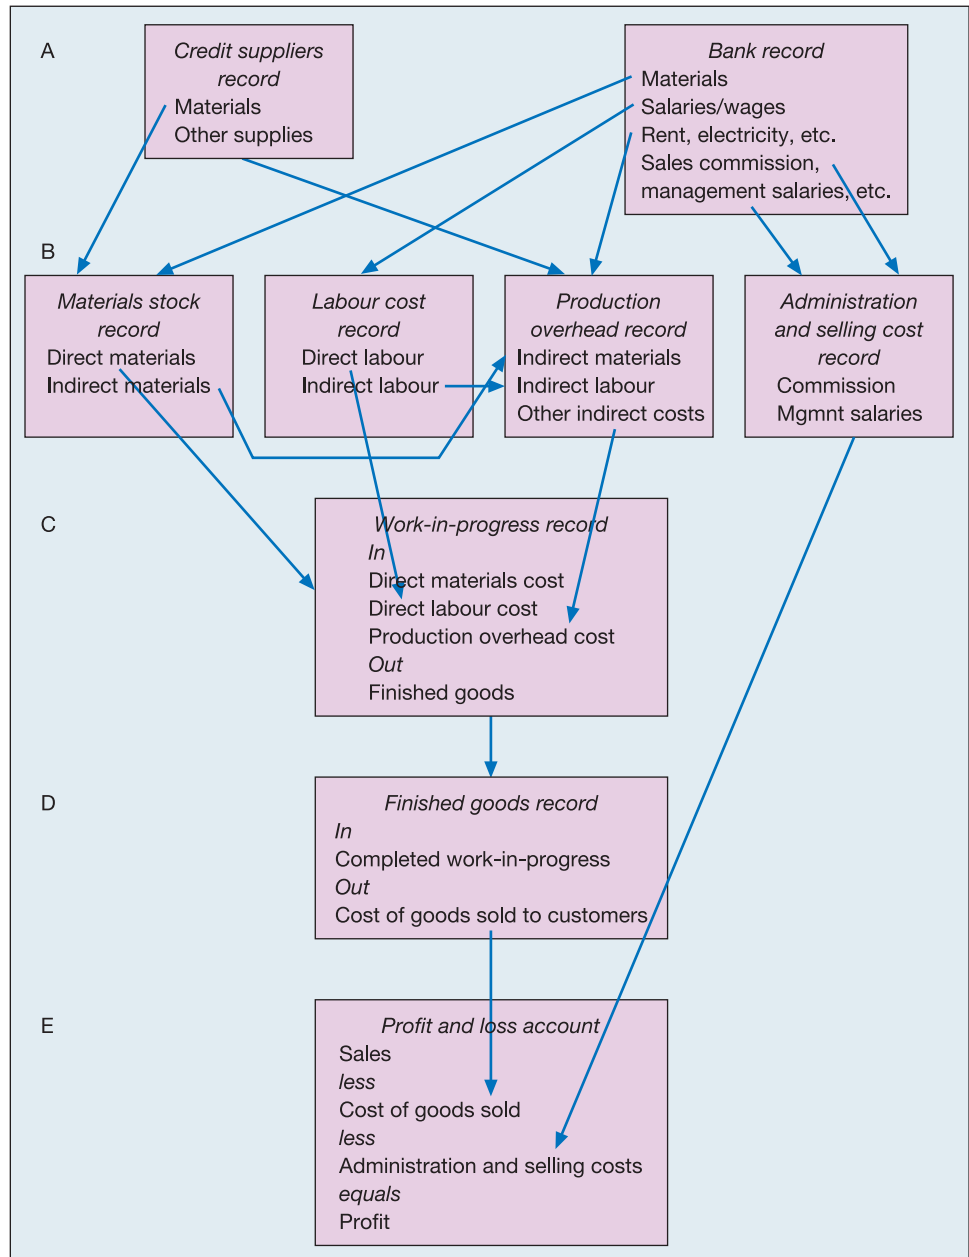 A
Credit suppliers
record
Materials
Other supplies
Bank record
Materials
Salaries/wages
Rent, electricity, etc.
Sales commission,
management salaries, etc.
B
Materials stock
record
Direct materials
Indirect materials
Labour cost
record
Direct labour
Indirect labour
Production
overhead record
Indirect materials
Indirect labour
Other indirect costs
Administration
and selling cost
record
Commission
Mgmnt salaries
C
Work-in-progress record
In
Direct materials cost
Direct labour cost
Production overhead cost
Out
Finished goods
D
Finished goods record
In
Completed work-in-progress
Out
Cost of goods sold to customers
E
Profit and loss account
Sales
less
Cost of goods sold
less
Administration and selling costs
equals
Profit